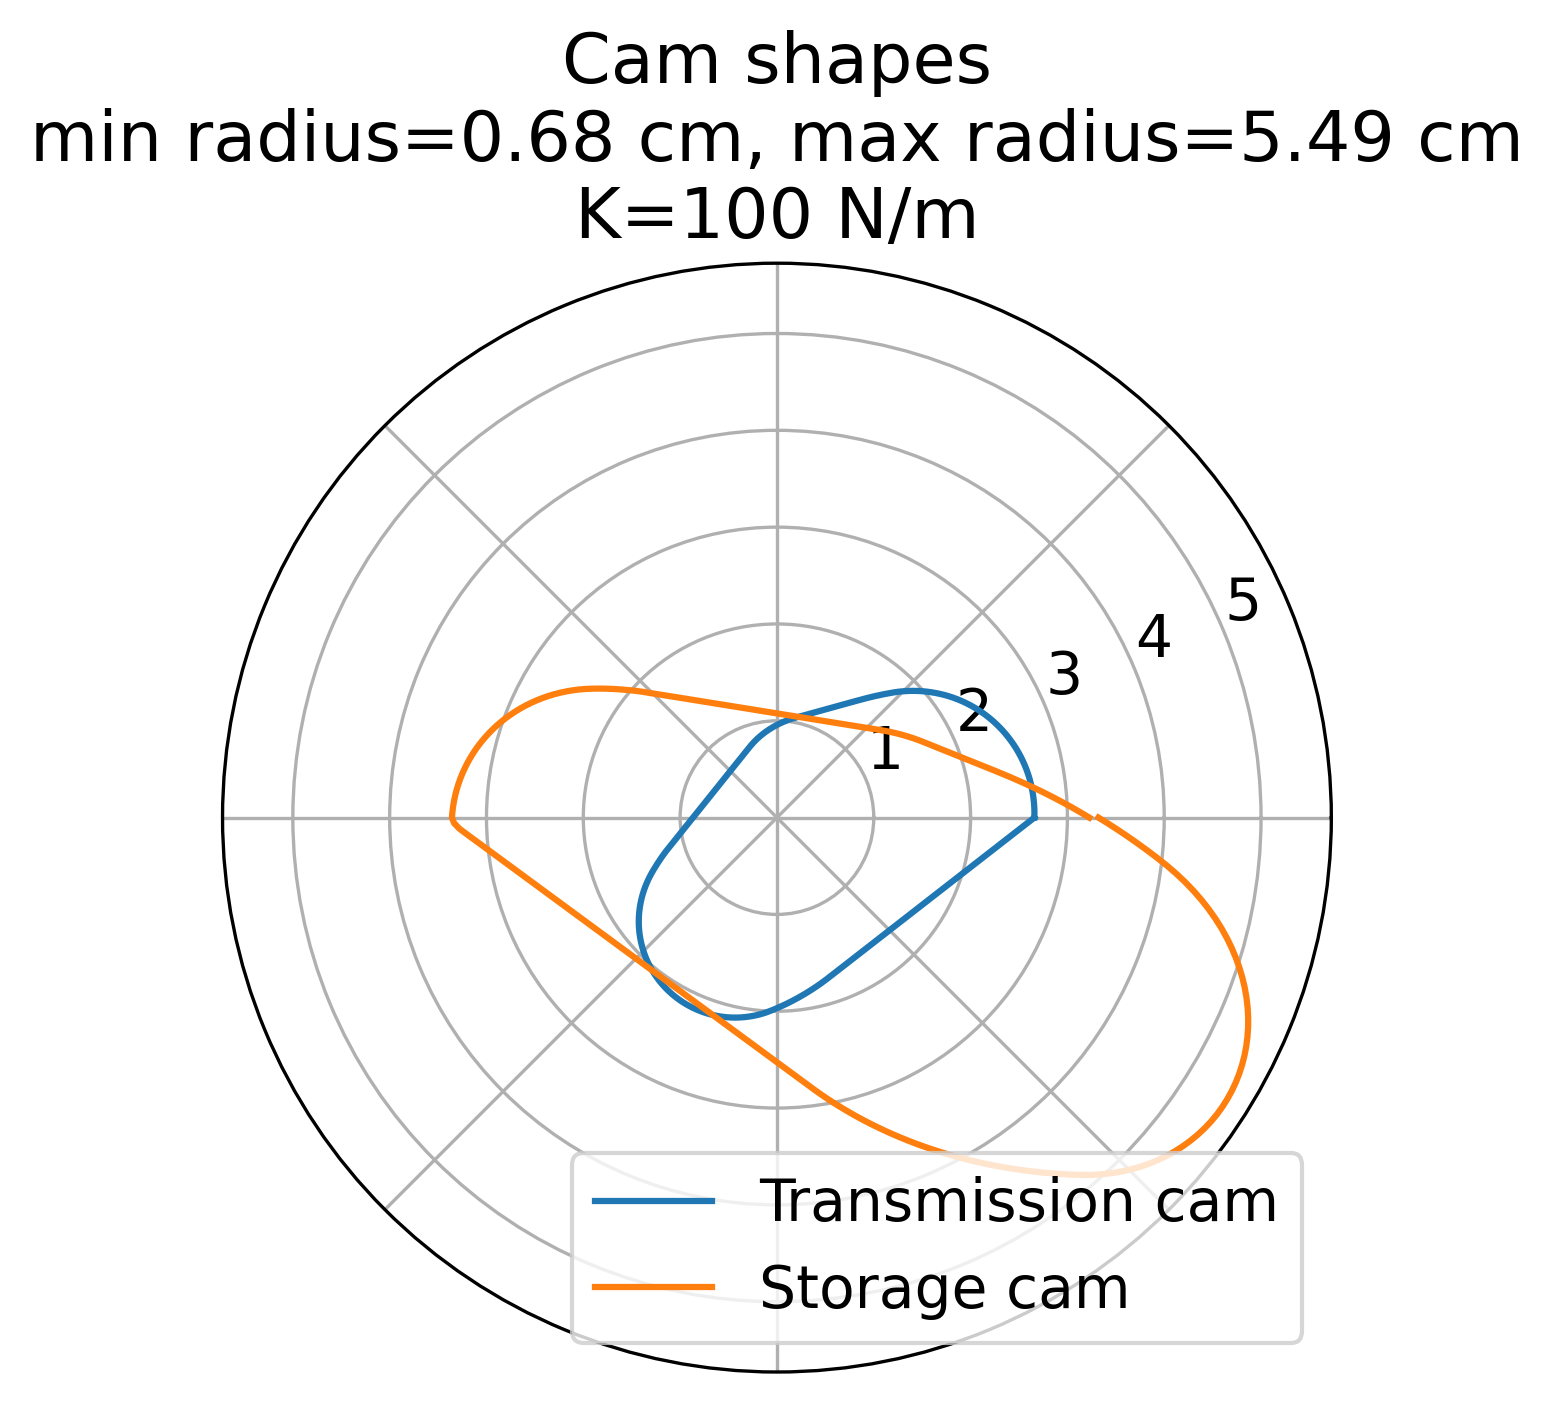 Cam shapes
min radius=0.68 cm, max radius=5.49 cm
K=100 N/m
5
4
3
2
1
Transmission cam
Storage cam